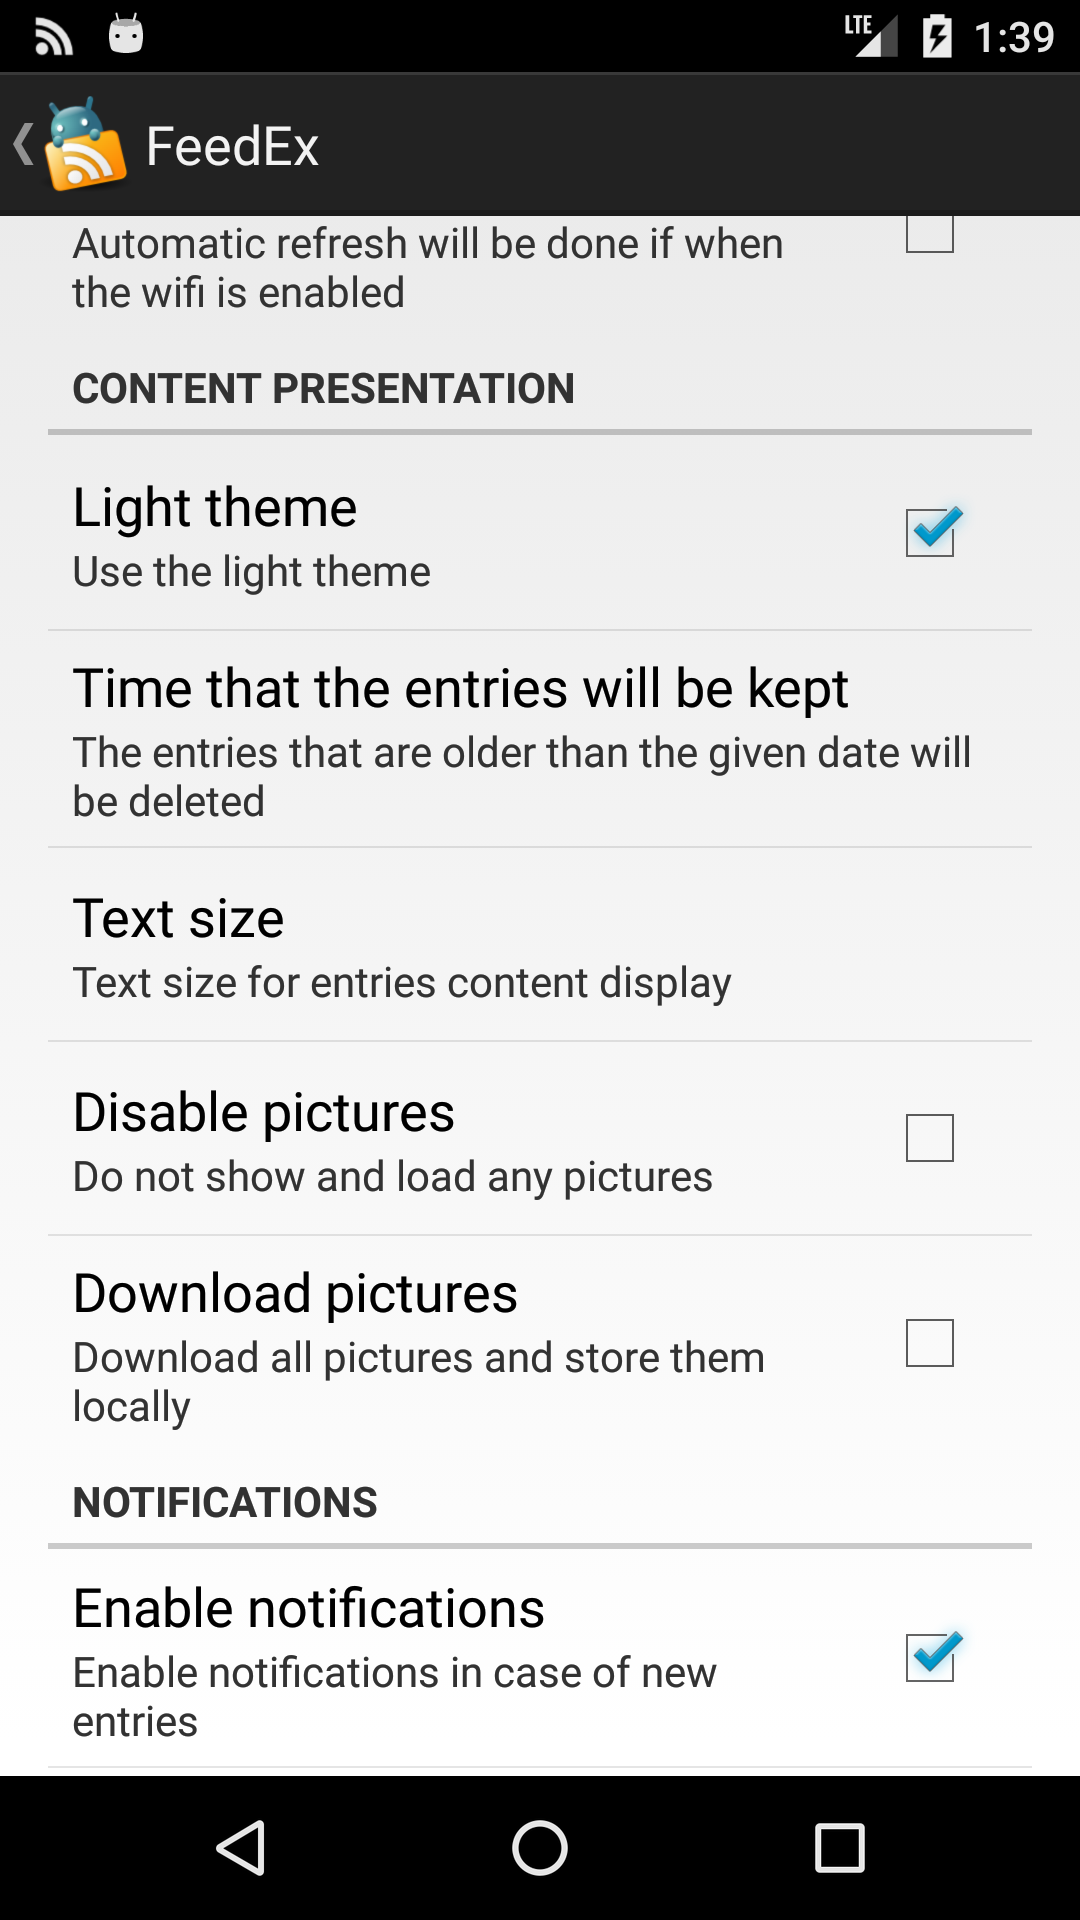 LTE 1:39
FeedEx
Automatic refresh will be done if when
the wifi is enabled
CONTENT PRESENTATION
Light theme
Use the light theme
Time that the entries will be kept
The entries that are older than the given date will
be deleted
Text size
Text size for entries content display
Disable pictures
Do not show and load any pictures
Download pictures
Download all pictures and store them
locally
NOTIFICATIONS
Enable notifications
Enable notifications in case of new
entries